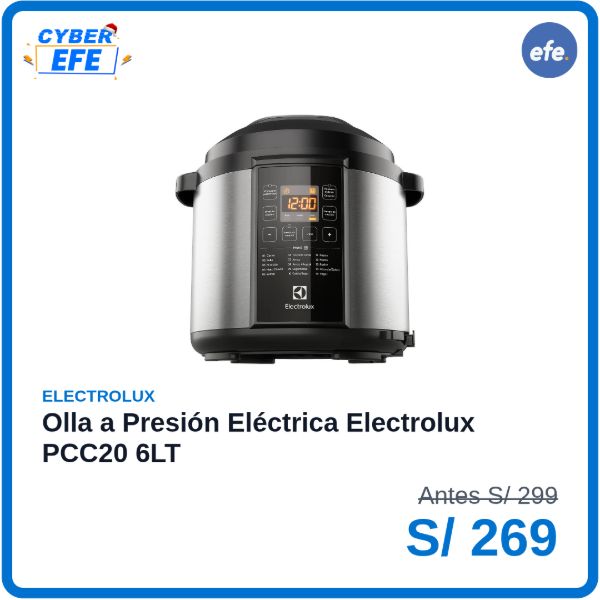 CYBER
EFE
efe.
12:00
Electrolux
ELECTROLUX
Olla a Presión Eléctrica Electrolux
PCC20 6LT
Antes S/ 299
S/ 269